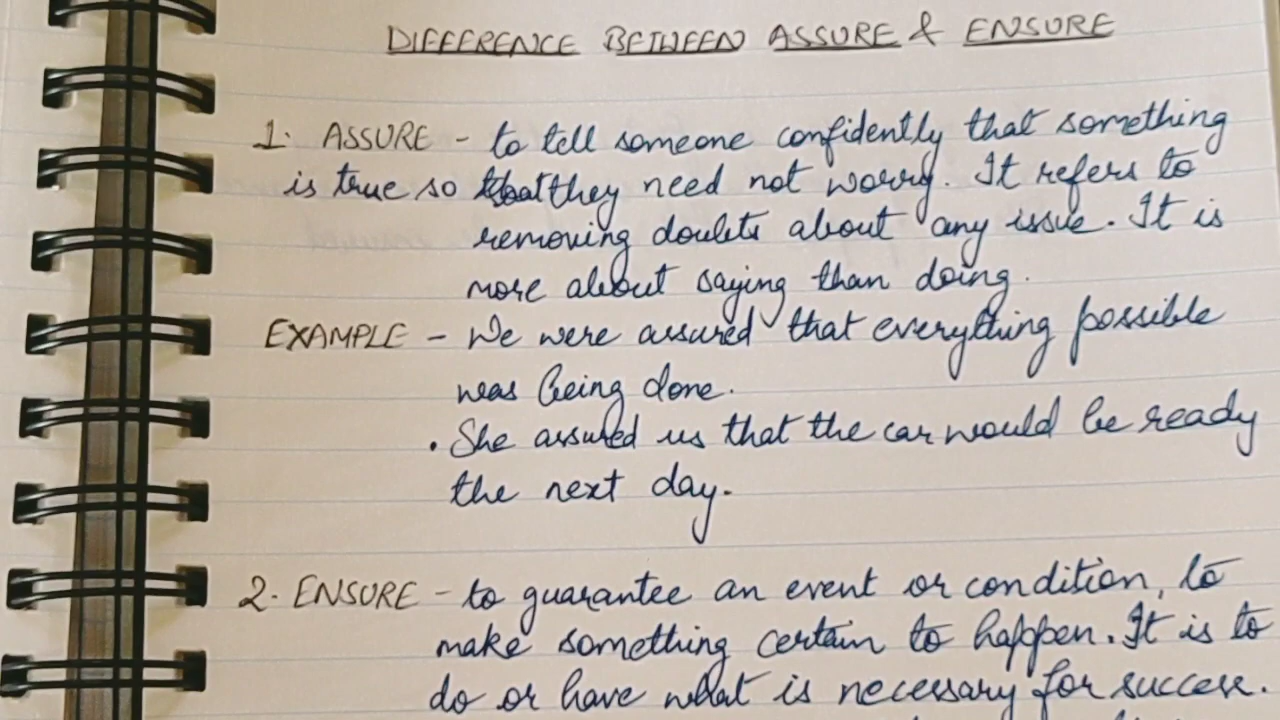 DIFFERENCE BETWEEN ASSURE & ENSURE
1. ASSURE - to tell someone confidently that something
is true so that they need not worry. It refers to
removing doubts about any issue. It is
more about saying than doing.
EXAMPLE - We were assured that everything possible
was being done.
. She assured us that the car would be ready
the next day.
2. ENSURE - to guarantee an event or condition, to
make something certain to happen. It is to
do or have what is necessary for success.